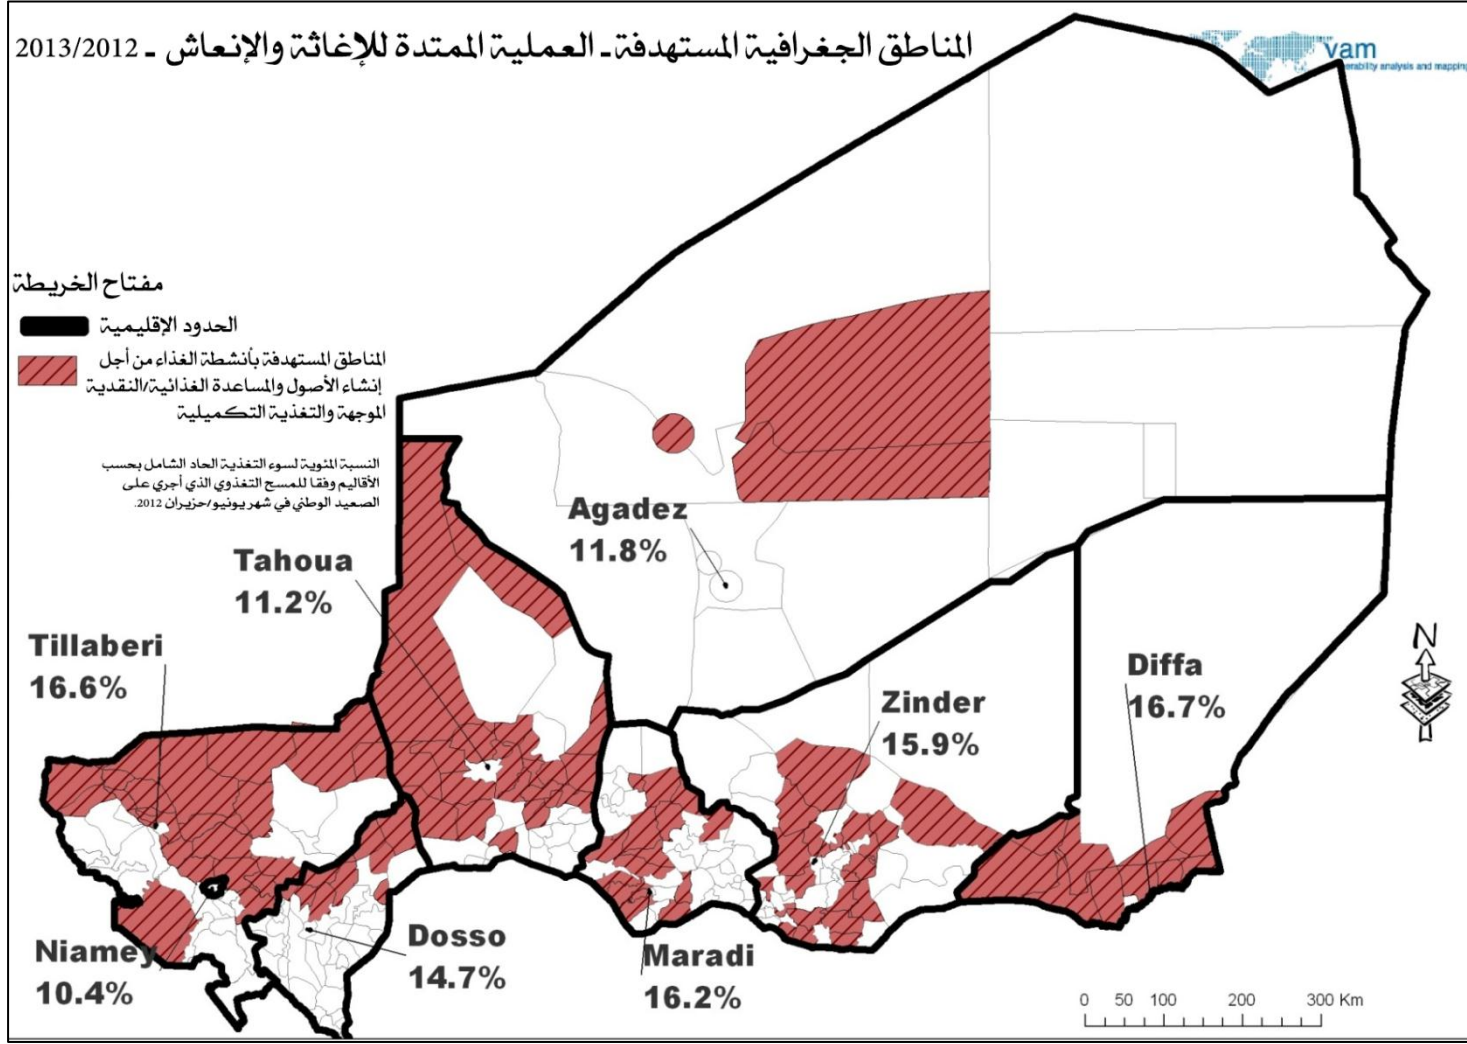 المناطق الجغرافية المستهدفة ـ العملية الممتدة للإغاثة والإنعاش ـ 2013/2012
vam
erability analysis and mapping
مفتاح الخريطة
الحدود الإقليمية
المناطق المستهدفة بأنشطة الغذاء من أجل
إنشاء الأصول والمساعدة الغذائية/النقدية
الموجهة والتغذية التكميلية
النسبة المئوية لسوء التغذية الحاد الشامل بحسب
الأقاليم وفقا للمسح التغذوي الذي أجري على
الصعيد الوطني في شهر يونيو/حزيران 2012.
Agadez
11.8%
Tahoua
11.2%
Tillaberi
16.6%
Diffa
16.7%
Zinder
15.9%
N
Dosso
14.7%
Niamey
10.4%
Maradi
16.2%
0 50 100 200 300 Km